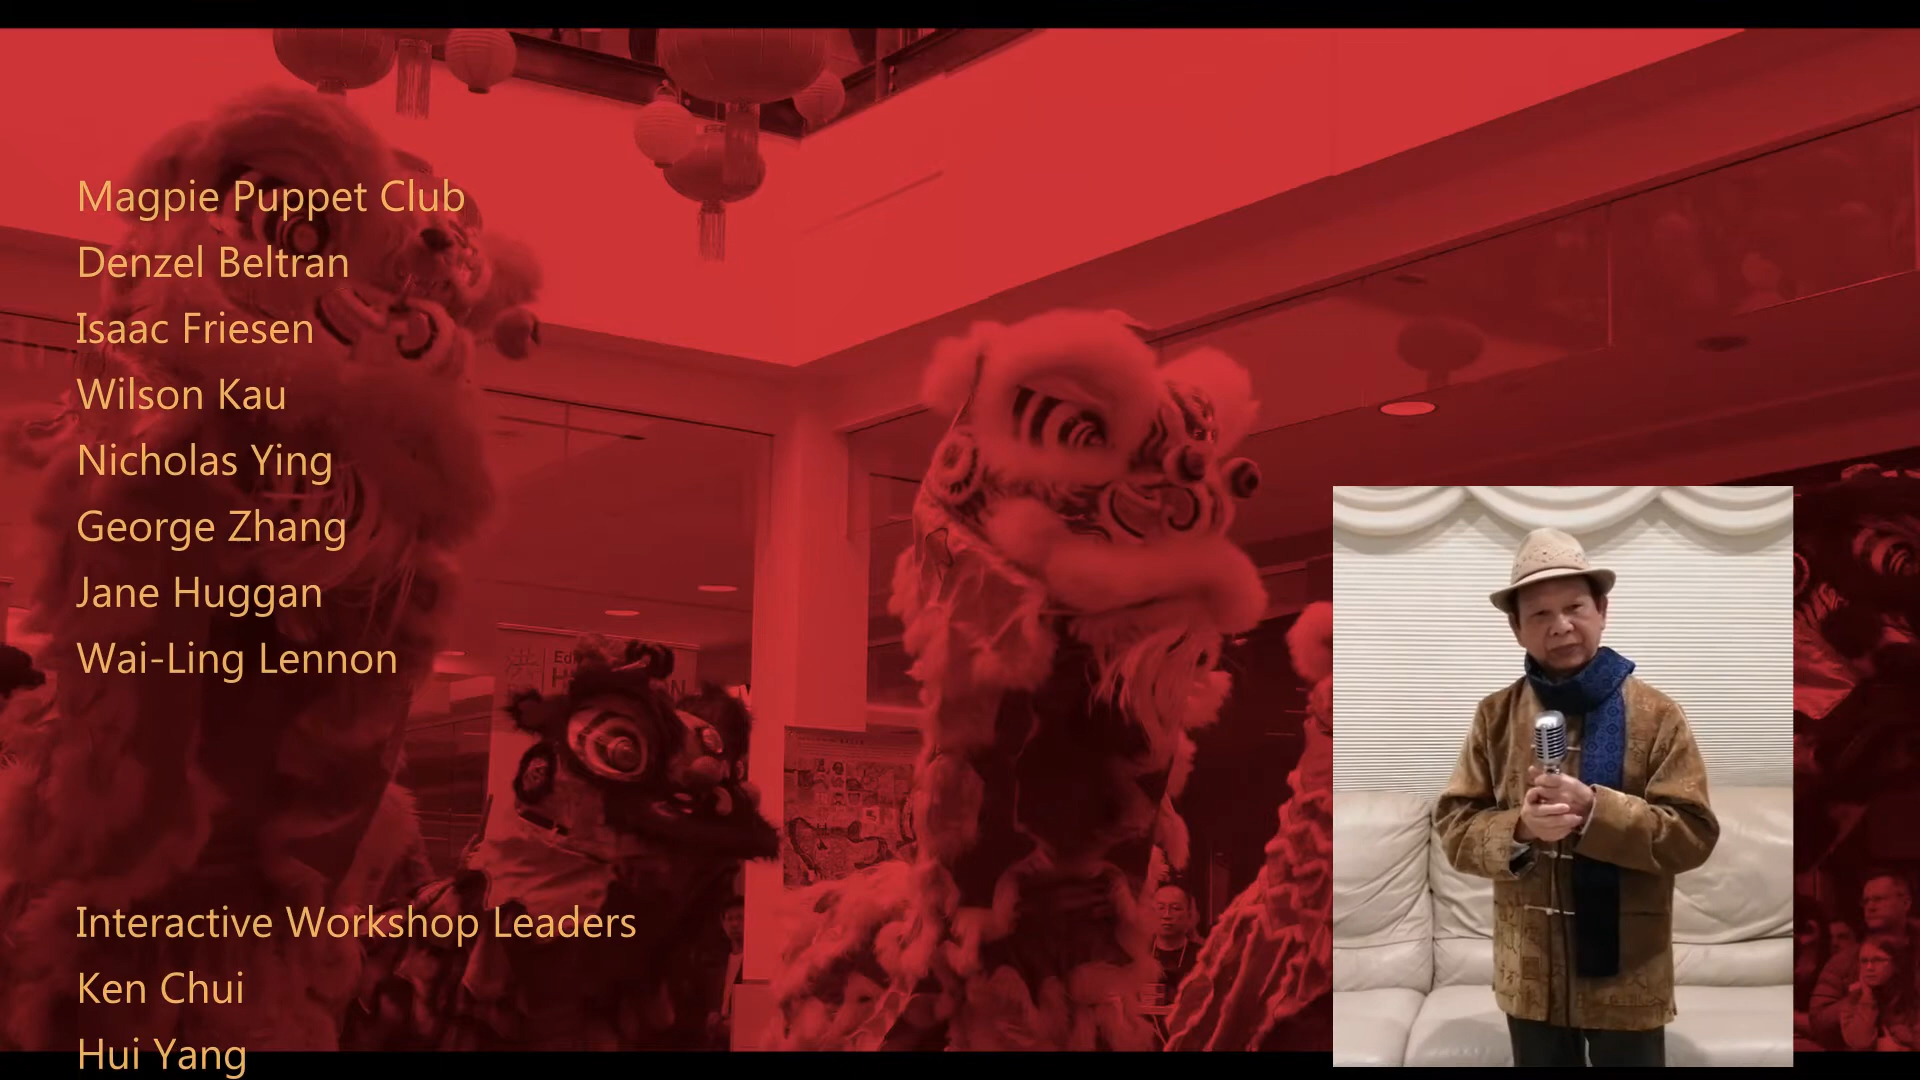 Magpie Puppet Club
Denzel Beltran
Isaac Friesen
Wilson Kau
Nicholas Ying
George Zhang
Jane Huggan
Wai-Ling Lennon
Interactive Workshop Leaders
Ken Chui
Hui Yang